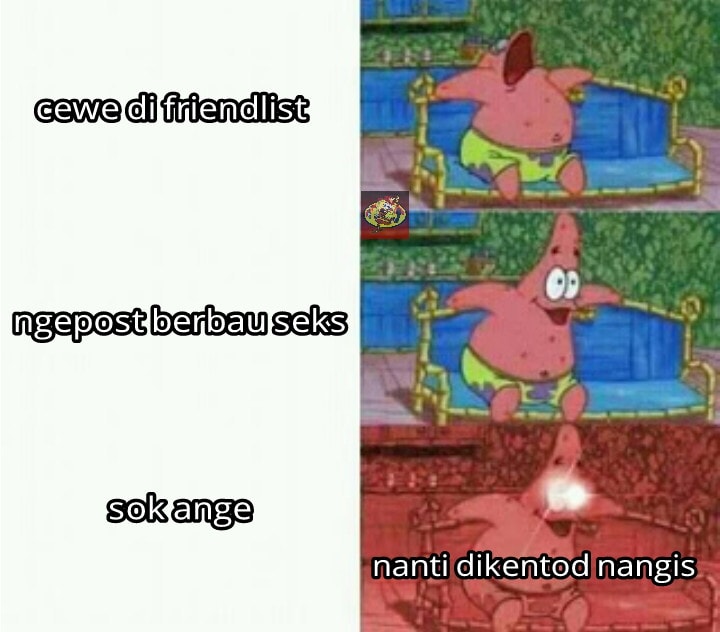 cewe di friendlist
ngepost berbau seks
sok ange
nanti dikentod nangis